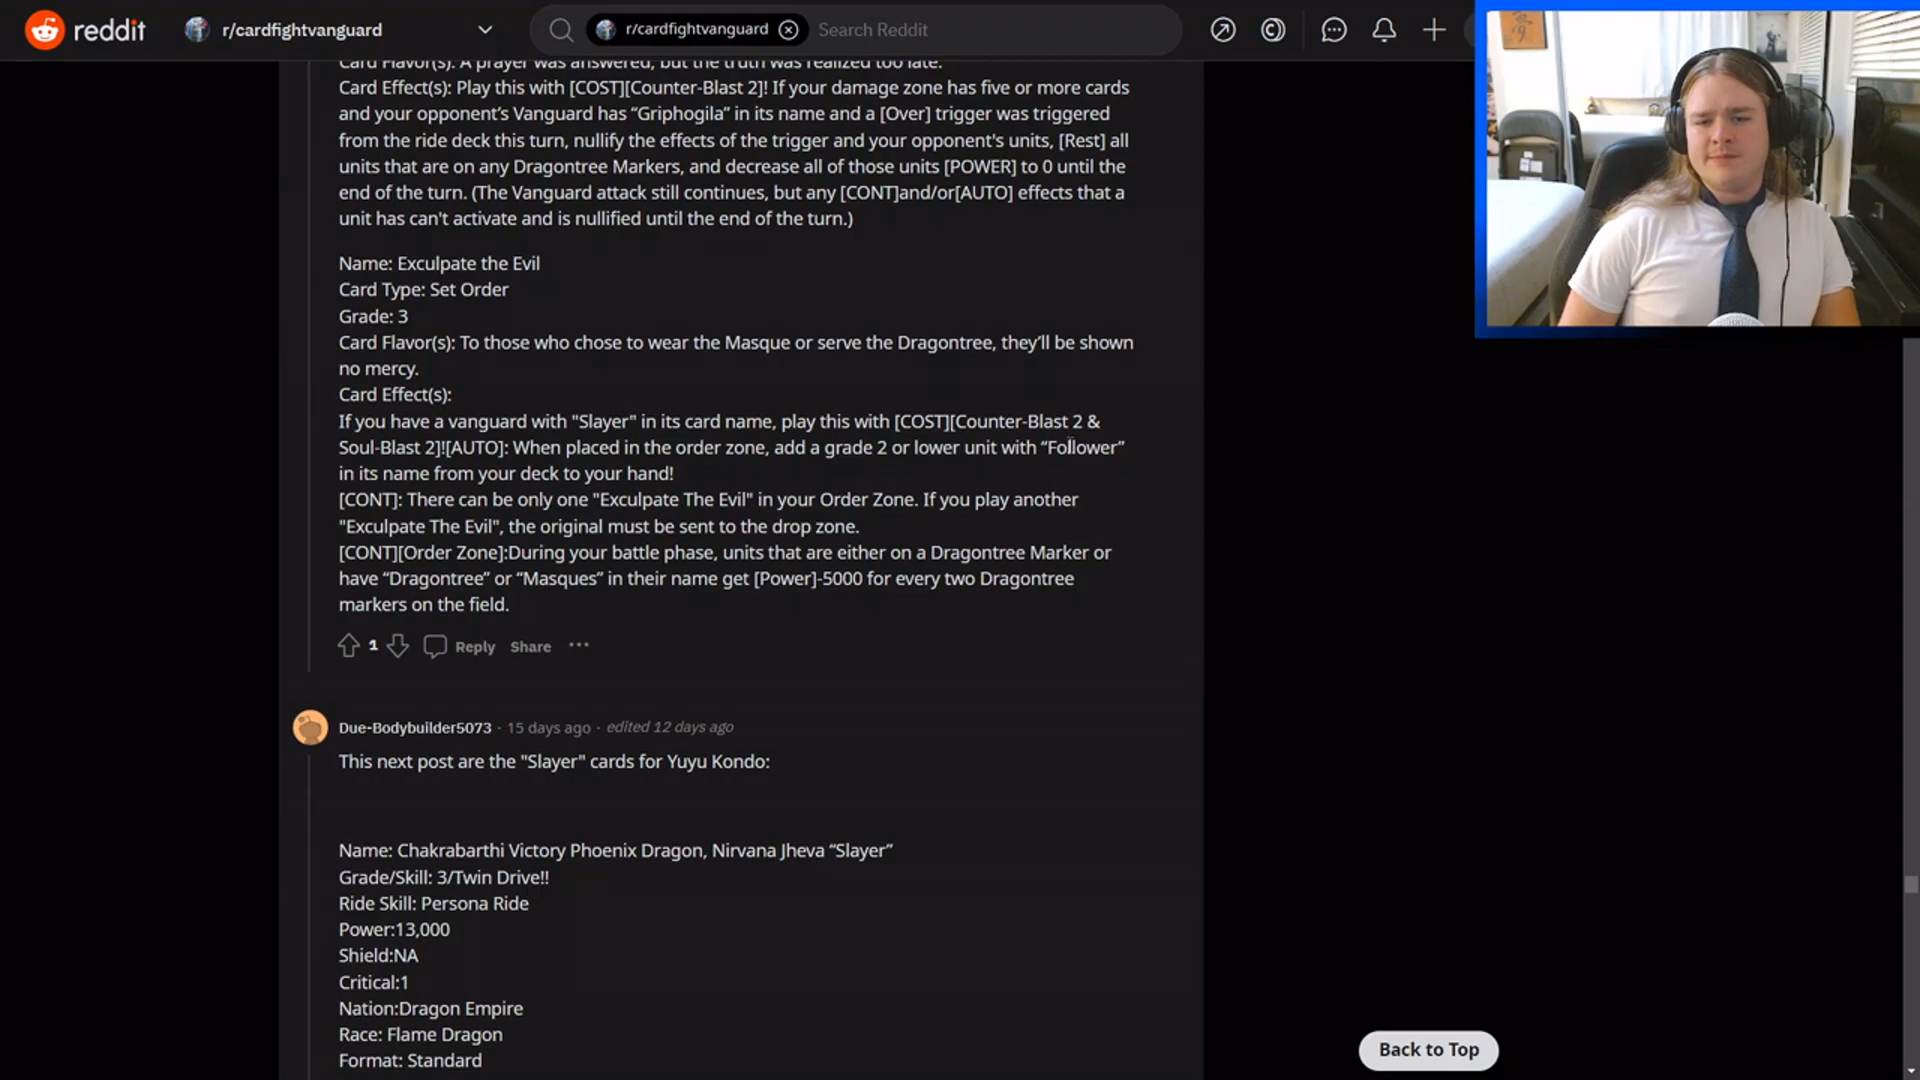 reddit
r/cardfightvanguard
r/cardfightvanguard
Search Reddit
Card Flavor(s): A prayer was answered, but the truth was realized too late.
Card Effect(s): Play this with [COST][Counter-Blast 2]! If your damage zone has five or more cards
and your opponent's Vanguard has “Griphogila” in its name and a [Over] trigger was triggered
from the ride deck this turn, nullify the effects of the trigger and your opponent's units, [Rest] all
units that are on any Dragontree Markers, and decrease all of those units [POWER] to 0 until the
end of the turn. (The Vanguard attack still continues, but any [CONT]and/or[AUTO] effects that a
unit has can't activate and is nullified until the end of the turn.)
Name: Exculpate the Evil
Card Type: Set Order
Grade: 3
Card Flavor(s): To those who chose to wear the Masque or serve the Dragontree, they’ll be shown
no mercy.
Card Effect(s):
If you have a vanguard with "Slayer" in its card name, play this with [COST][Counter-Blast 2 &
Soul-Blast 2]![AUTO]: When placed in the order zone, add a grade 2 or lower unit with “Follower”
in its name from your deck to your hand!
[CONT]: There can be only one "Exculpate The Evil" in your Order Zone. If you play another
"Exculpate The Evil", the original must be sent to the drop zone.
[CONT][Order Zone]:During your battle phase, units that are either on a Dragontree Marker or
have “Dragontree” or “Masques” in their name get [Power]-5000 for every two Dragontree
markers on the field.
1 Reply Share ···
Due-Bodybuilder5073 · 15 days ago · edited 12 days ago
This next post are the "Slayer" cards for Yuyu Kondo:
Name: Chakrabarthi Victory Phoenix Dragon, Nirvana Jheva “Slayer”
Grade/Skill: 3/Twin Drive!!
Ride Skill: Persona Ride
Power:13,000
Shield:NA
Critical:1
Nation:Dragon Empire
Race: Flame Dragon
Format: Standard
Back to Top